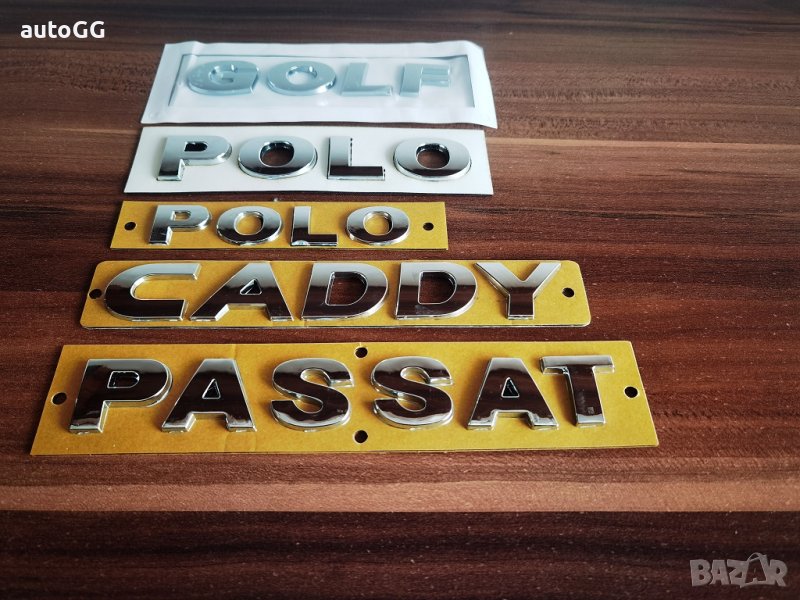 autoGG
GOLF
POLO
POLO
CADDY
PASSAT
BAZAR